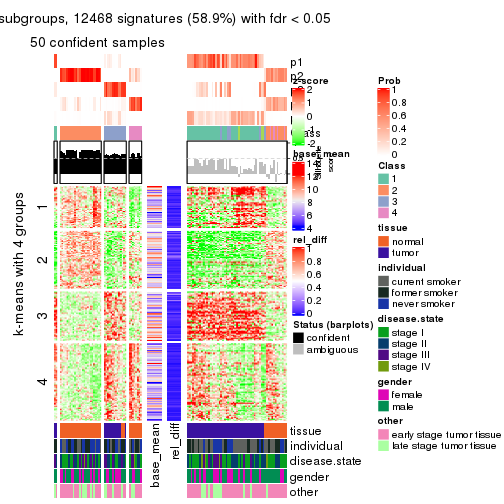 subgroups, 12468 signatures (58.9%) with fdr < 0.05
50 confident samples
p1
p2
z-score
2
1
0
-1
-2
Prob
1
0.8
0.6
0.4
0.2
0
Class
1
2
3
4
base_mean
14
12
10
8
6
4
rel_diff
1
0.8
0.6
0.4
0.2
0
Status (barplots)
confident
ambiguous
tissue
normal
tumor
individual
current smoker
former smoker
never smoker
disease.state
stage I
stage II
stage III
stage IV
gender
female
male
other
early stage tumor tissue
late stage tumor tissue
k-means with 4 groups
1
2
3
4
base_mean
rel_diff
tissue
individual
disease.state
gender
other
score